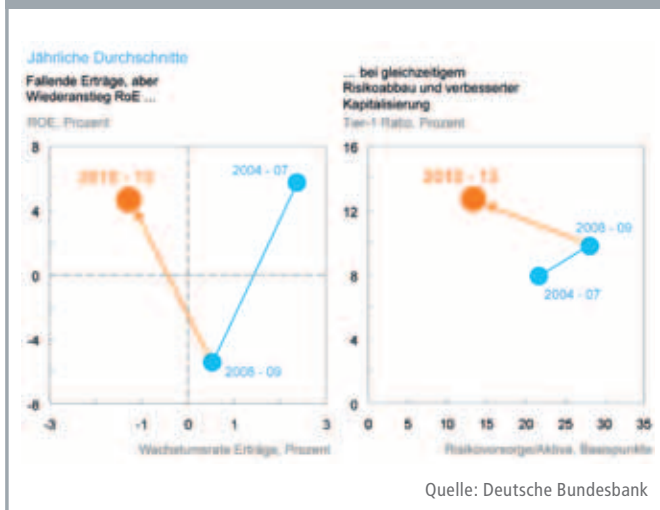 Jährliche Durchschnitte
Fallende Erträge, aber
Wiederanstieg RoE ...
ROE, Prozent
8
4
0
-4
-8
2004 - 07
2008 - 09
-3
-1
0
1
3
Wachstumsrate Erträge, Prozent
... bei gleichzeitigem
Risikoabbau und verbesserter
Kapitalisierung
Tier-1 Ratio, Prozent
16
12
8
4
0
2010 - 13
2008 - 09
2004 - 07
0 5 10 15 20 25 30 35
Risikovorsorge/Aktiva, Basispunkte
Quelle: Deutsche Bundesbank